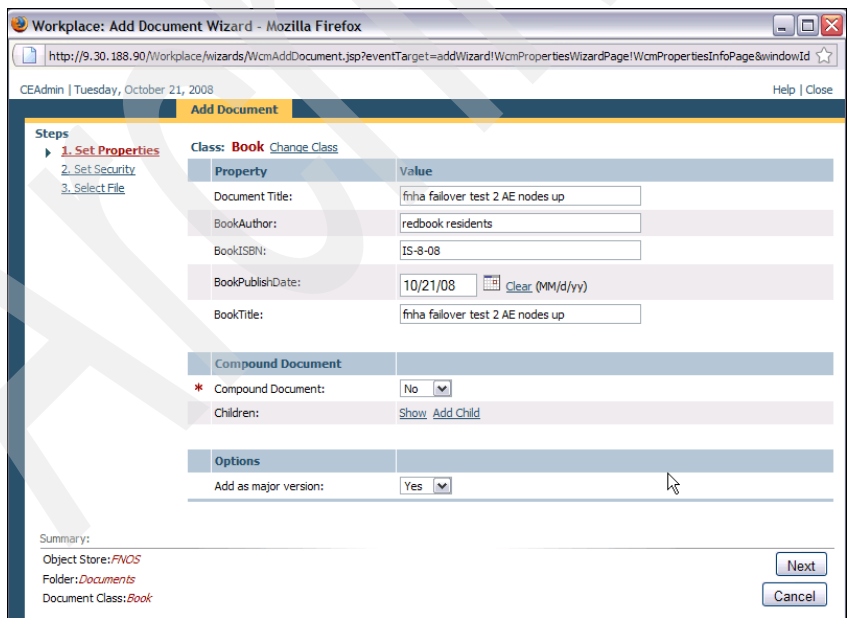 Workplace: Add Document Wizard - Mozilla Firefox
http://9.30.188.90/Workplace/wizards/WcmAddDocument.jsp?eventTarget=addWizard!WcmPropertiesWizardPage!WcmPropertiesInfoPage&windowId
CEAdmin | Tuesday, October 21, 2008 Help | Close
Add Document
Steps
1. Set Properties
2. Set Security
3. Select File
Class: Book Change Class
Property Value
Document Title: fnha failover test 2 AE nodes up
BookAuthor: redbook residents
BookISBN: IS-8-08
BookPublishDate: 10/21/08 Clear (MM/d/yy)
BookTitle: fnha failover test 2 AE nodes up
Compound Document
* Compound Document: No
Children: Show Add Child
Options
Add as major version: Yes
Summary:
Object Store:FNOS
Folder:Documents
Document Class:Book
Next
Cancel